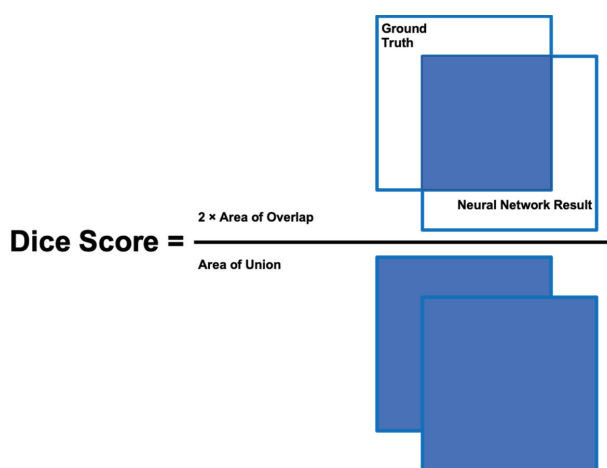 Ground
Truth
Neural Network Result
Dice Score =
2 × Area of Overlap
Area of Union